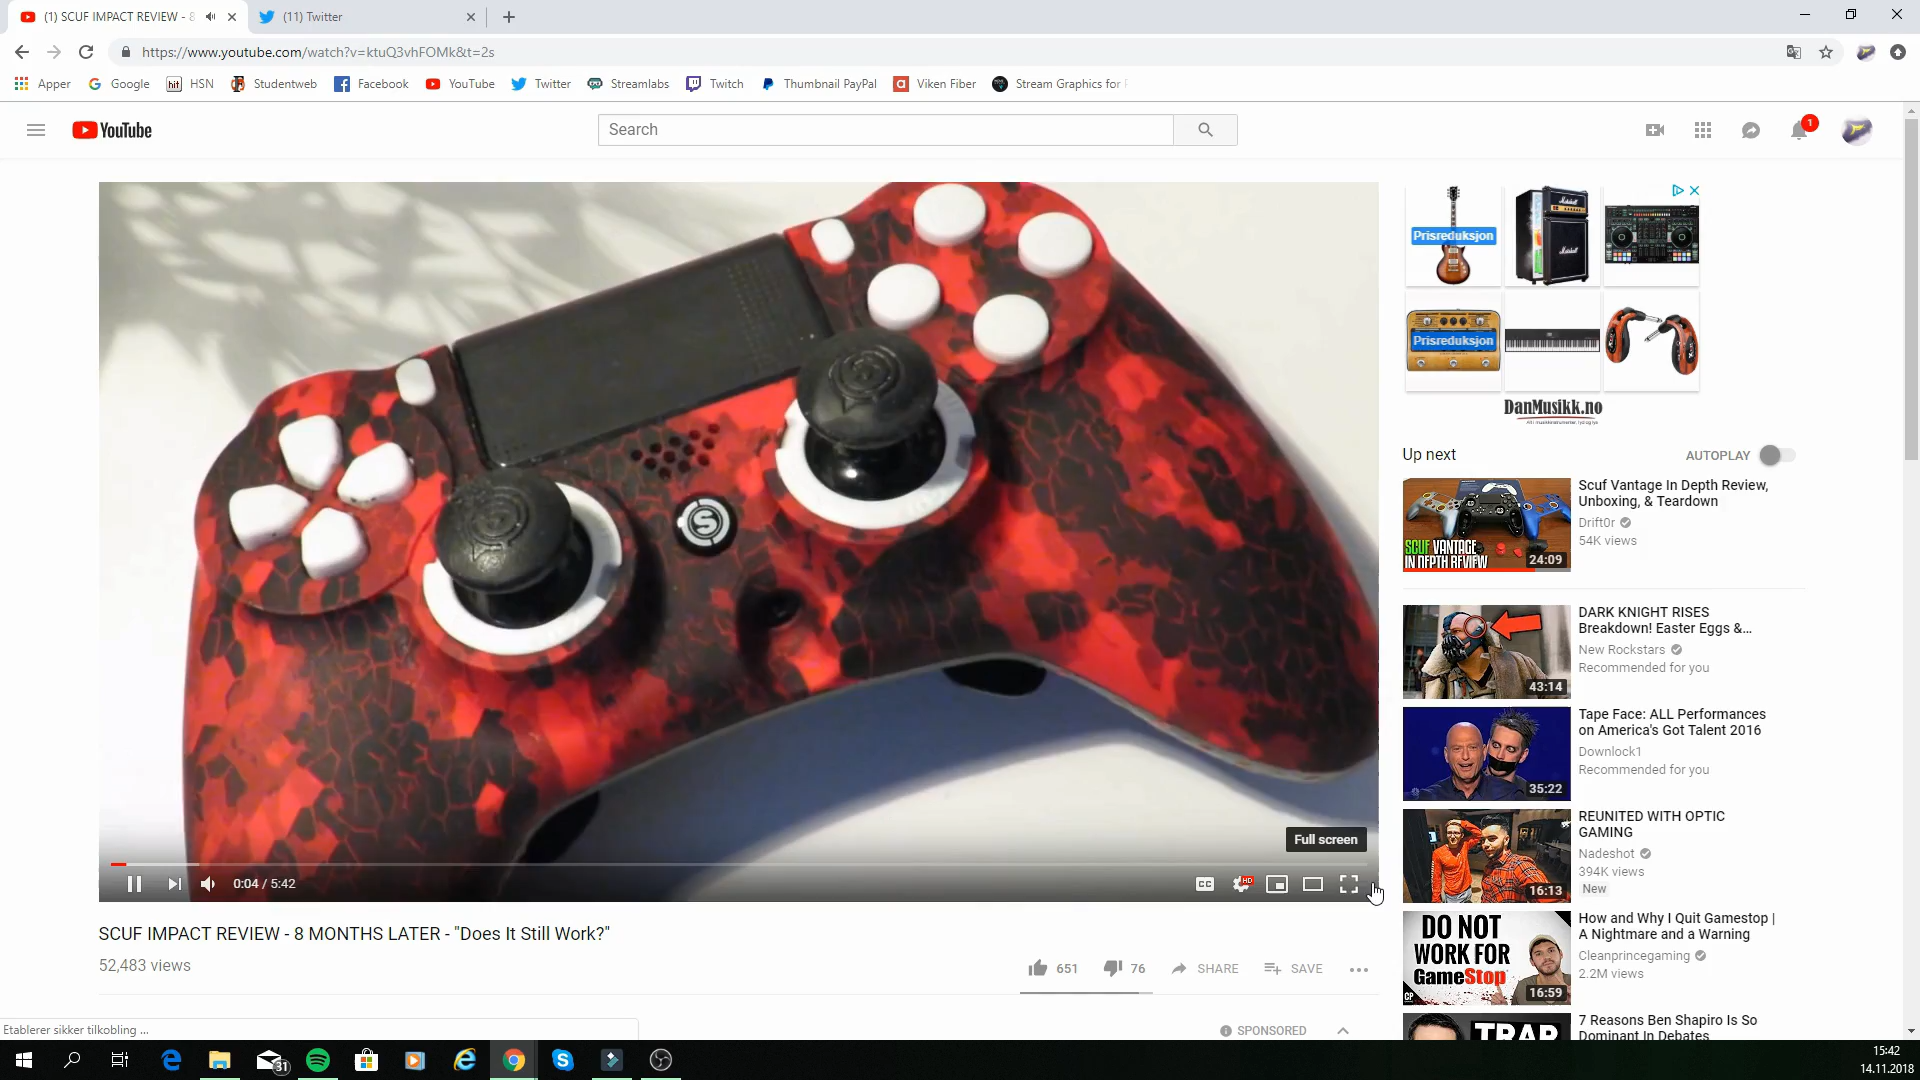 (1) SCUF IMPACT REVIEW - 8
(11) Twitter
https://www.youtube.com/watch?v=ktuQ3vhFOMk&t=2s
Apper
Google
hit HSN
Studentweb
Facebook
YouTube
Twitter
Streamlabs
Twitch
Thumbnail PayPal
Viken Fiber
Stream Graphics for
YouTube
Search
1
Prisreduksjon
Marshall
Marshall
Prisreduksjon
DanMusikk.no
Up next
AUTOPLAY
SCUF VANTAGE
IN DEPTH REVIEW
24:09
Scuf Vantage In Depth Review,
Unboxing, & Teardown
Drift0r
54K views
43:14
DARK KNIGHT RISES
Breakdown! Easter Eggs &...
New Rockstars
Recommended for you
35:22
Tape Face: ALL Performances
on America's Got Talent 2016
Downlock1
Recommended for you
16:13
REUNITED WITH OPTIC
GAMING
Nadeshot
394K views
New
DO NOT
WORK FOR
GameStop
CP
16:59
How and Why I Quit Gamestop |
A Nightmare and a Warning
Cleanprincegaming
2.2M views
TRAP
7 Reasons Ben Shapiro Is So
Dominant In Debates
S
Full screen
0:04 / 5:42
CC
HD
SCUF IMPACT REVIEW - 8 MONTHS LATER - "Does It Still Work?"
52,483 views
651
76
SHARE
SAVE
SPONSORED
Etablerer sikker tilkobling ...
31
15:42
14.11.2018